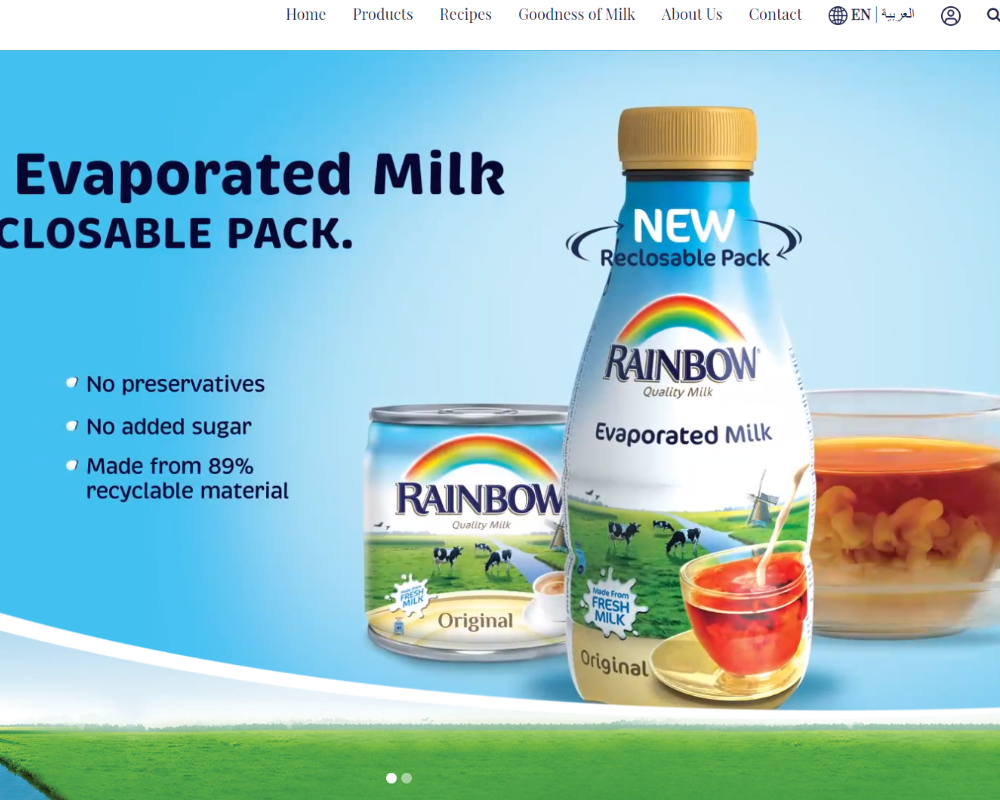 Home Products Recipes Goodness of Milk About Us Contact EN | العربية
Evaporated Milk
CLOSABLE PACK.
No preservatives
No added sugar
Made from 89%
recyclable material
RAINBOW
Quality Milk
FRESH
MILK
Original
NEW
Reclosable Pack
RAINBOW
Quality Milk
Evaporated Milk
Made From
FRESH
MILK
Original